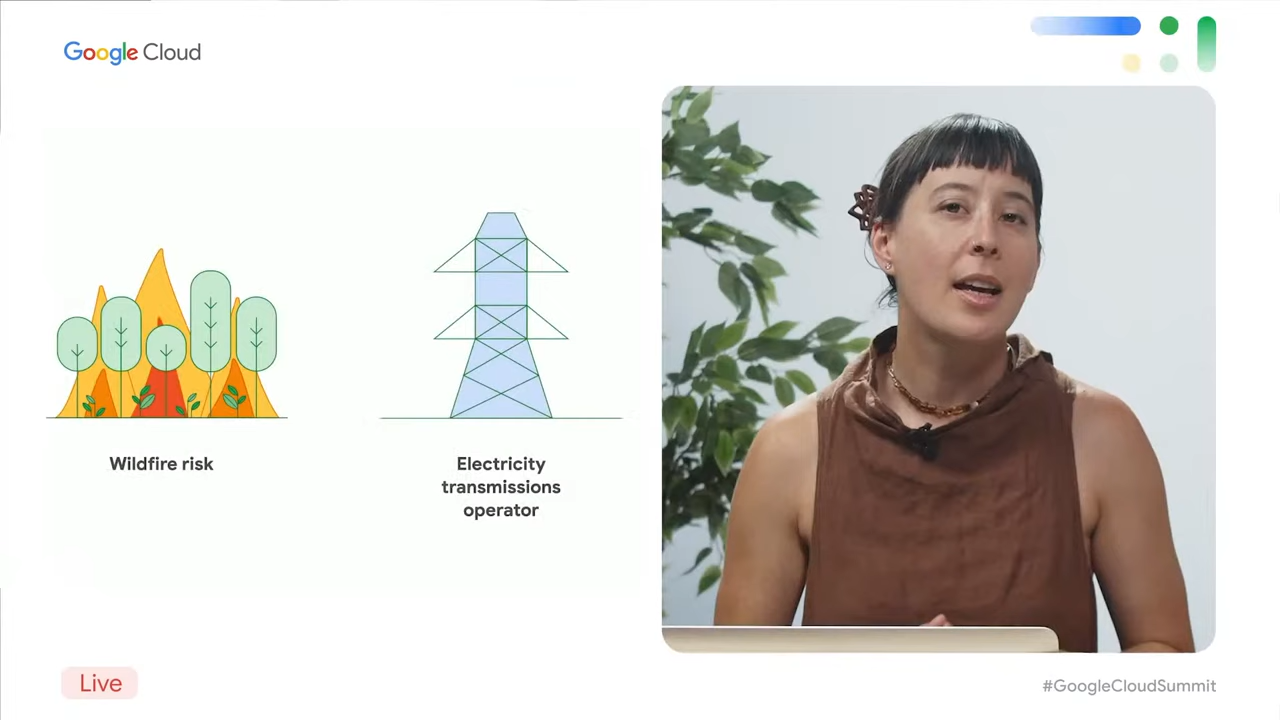 Google Cloud
Wildfire risk
Electricity
transmissions
operator
Live
#GoogleCloudSummit